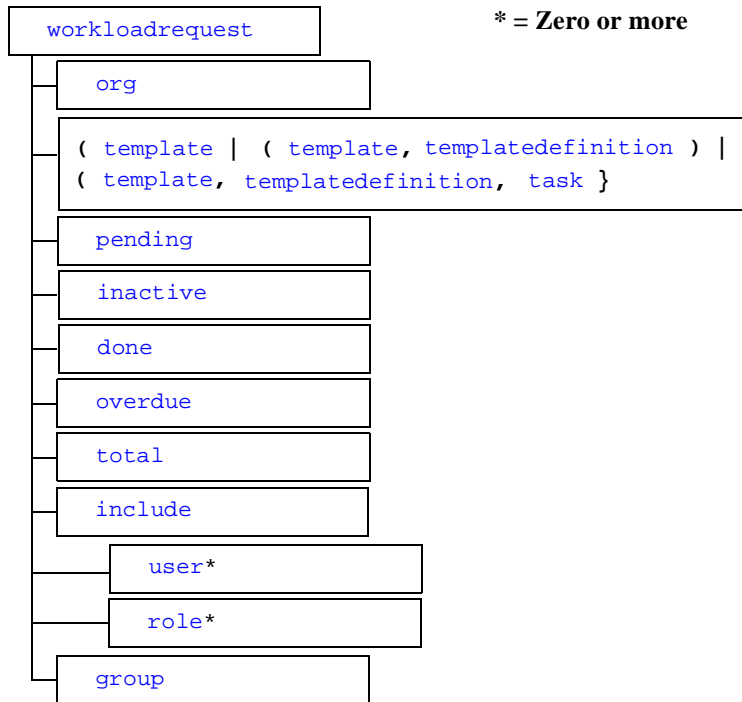 workloadrequest
* = Zero or more
org
( template | ( template, templatedefinition ) |
( template, templatedefinition, task }
pending
inactive
done
overdue
total
include
user*
role*
group